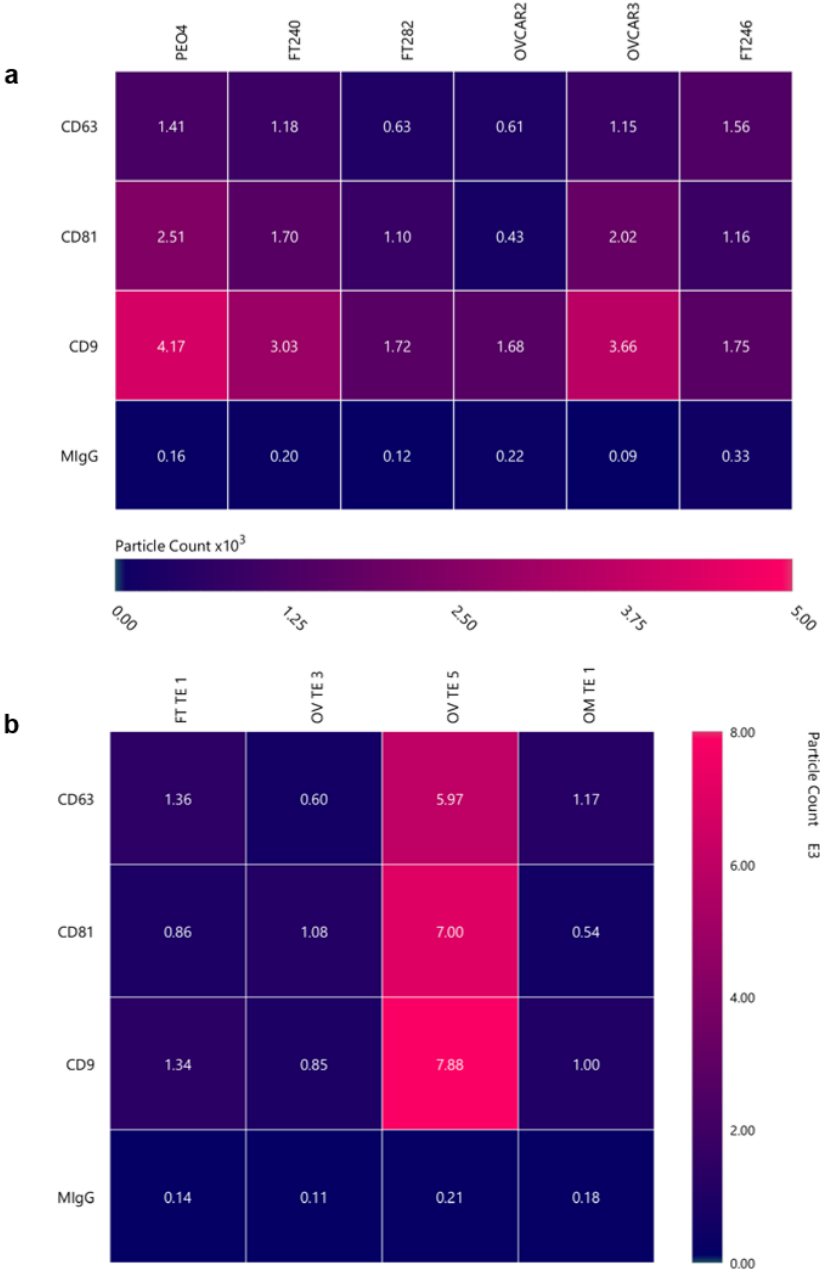 a
PEO4 FT240 FT282 OVCAR2 OVCAR3 FT246
CD63 1.41 1.18 0.63 0.61 1.15 1.56
CD81 2.51 1.70 1.10 0.43 2.02 1.16
CD9 4.17 3.03 1.72 1.68 3.66 1.75
MIgG 0.16 0.20 0.12 0.22 0.09 0.33
Particle Count x10³
0.00 1.25 2.50 3.75 5.00
b
FT TE 1 OV TE 3 OV TE 5 OM TE 1
CD63 1.36 0.60 5.97 1.17
CD81 0.86 1.08 7.00 0.54
CD9 1.34 0.85 7.88 1.00
MIgG 0.14 0.11 0.21 0.18
8.00
6.00
4.00
2.00
0.00
Particle Count E3